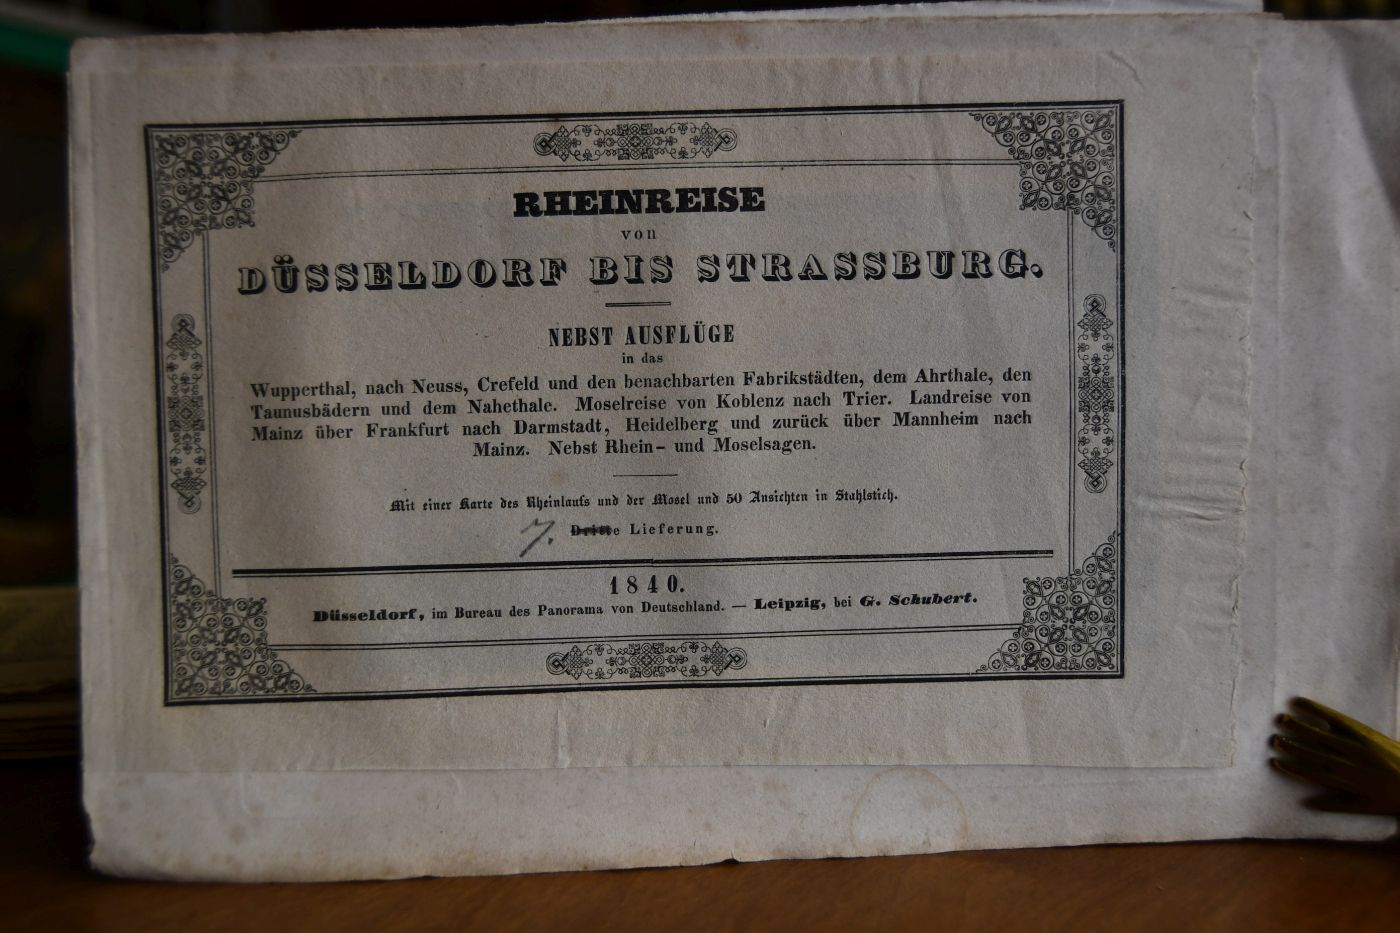 RHEINREISE
von
DÜSSELDORF BIS STRASSBURG.
NEBST AUSFLÜGE
in das
Wupperthal, nach Neuss, Crefeld und den benachbarten Fabrikstädten, dem Ahrthale, den
Taunusbädern und dem Nahethale. Moselreise von Koblenz nach Trier. Landreise von
Mainz über Frankfurt nach Darmstadt, Heidelberg und zurück über Mannheim nach
Mainz. Nebst Rhein- und Moselsagen.
Mit einer Karte des Rheinlaufs und der Mosel und 50 Ansichten in Stahlstich.
7. Dritte Lieferung.
1840.
Düsseldorf, im Bureau des Panorama von Deutschland. — Leipzig, bei G. Schubert.